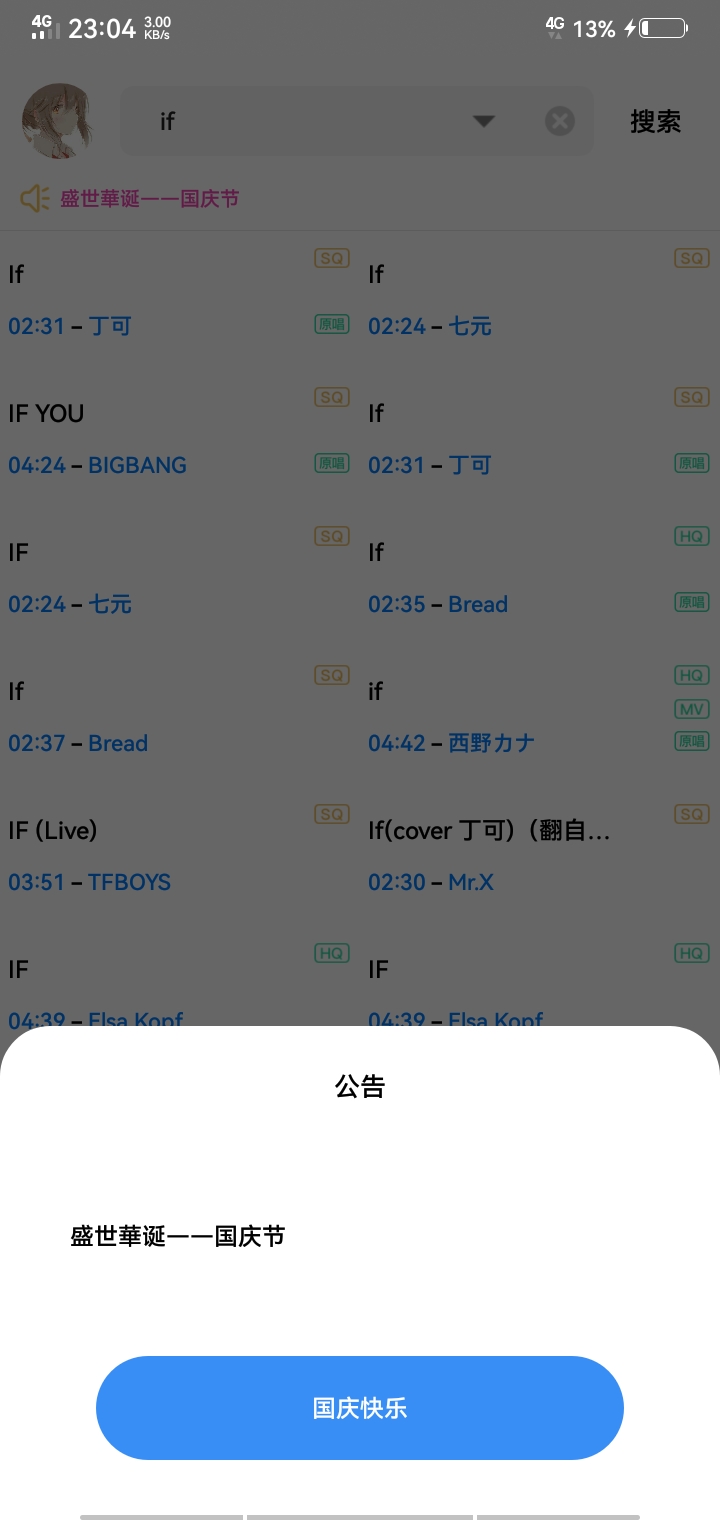 4G 23:04 3.00 KB/s 4G 13%
if 搜索
盛世華诞一一国庆节
If SQ If SQ
02:31 – 丁可 原唱 02:24 – 七元
IF YOU SQ If SQ
04:24 – BIGBANG 原唱 02:31 – 丁可 原唱
IF SQ If HQ
02:24 – 七元 02:35 – Bread 原唱
If SQ if HQ
MV
02:37 – Bread 04:42 – 西野カナ 原唱
IF (Live) SQ If(cover 丁可)（翻自... SQ
03:51 – TFBOYS 02:30 – Mr.X
IF HQ IF HQ
04:39 – Elsa Kopf 04:39 – Elsa Kopf
公告
盛世華诞一一国庆节
国庆快乐